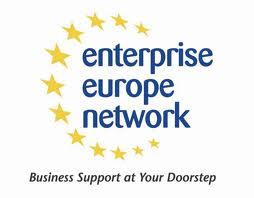 enterprise
europe
network
Business Support at Your Doorstep